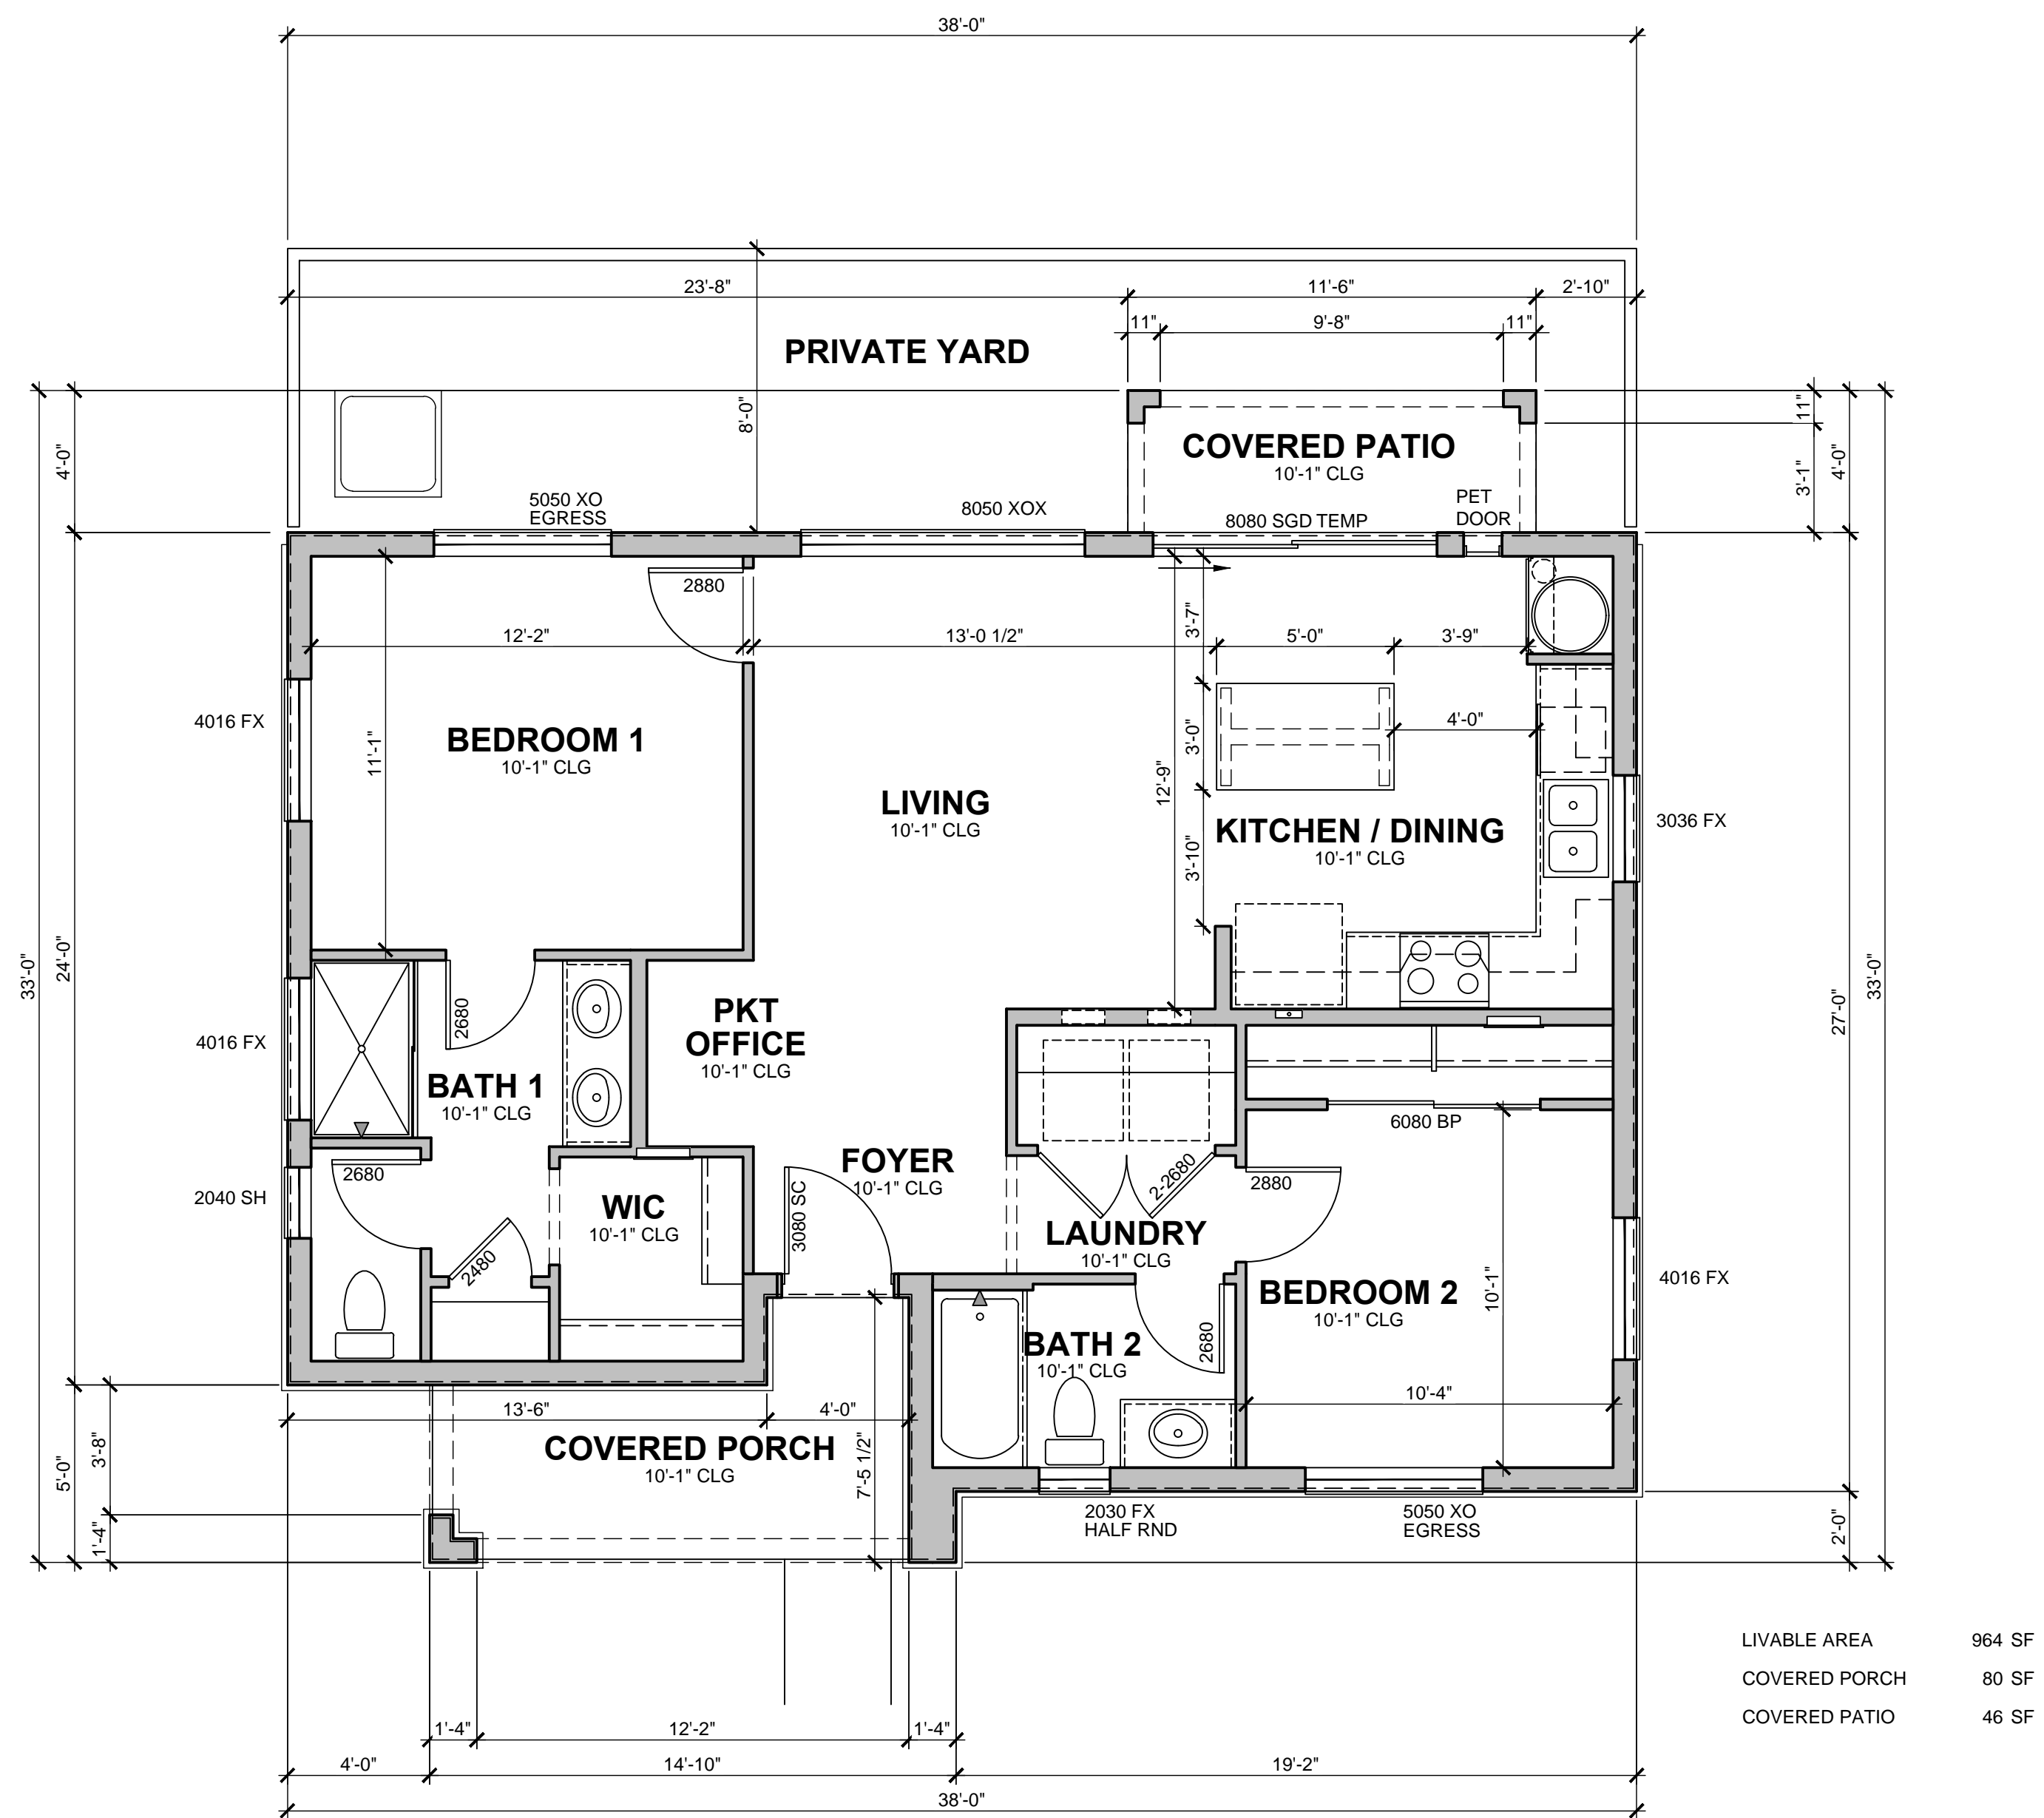 38'-0"
23'-8"
11'-6"
2'-10"
11"
9'-8"
11"
PRIVATE YARD
8'-0"
4'-0"
11"
3'-1"
4'-0"
COVERED PATIO
10'-1" CLG
5050 XO
EGRESS
8050 XOX
8080 SGD TEMP
PET
DOOR
2880
12'-2"
13'-0 1/2"
3'-7"
5'-0"
3'-9"
4016 FX
BEDROOM 1
10'-1" CLG
11'-1"
LIVING
10'-1" CLG
12'-9"
3'-0"
4'-0"
3'-10"
KITCHEN / DINING
10'-1" CLG
3036 FX
33'-0"
24'-0"
27'-0"
33'-0"
4016 FX
2680
PKT
OFFICE
10'-1" CLG
BATH 1
10'-1" CLG
6080 BP
2680
2040 SH
WIC
10'-1" CLG
2480
FOYER
10'-1" CLG
3080 SC
2-2680
LAUNDRY
10'-1" CLG
2880
BEDROOM 2
10'-1" CLG
10'-1"
4016 FX
BATH 2
10'-1" CLG
2680
10'-4"
13'-6"
4'-0"
COVERED PORCH
10'-1" CLG
7'-5 1/2"
3'-8"
5'-0"
1'-4"
2'-0"
2030 FX
HALF RND
5050 XO
EGRESS
LIVABLE AREA 964 SF
COVERED PORCH 80 SF
COVERED PATIO 46 SF
1'-4"
12'-2"
1'-4"
4'-0"
14'-10"
19'-2"
38'-0"